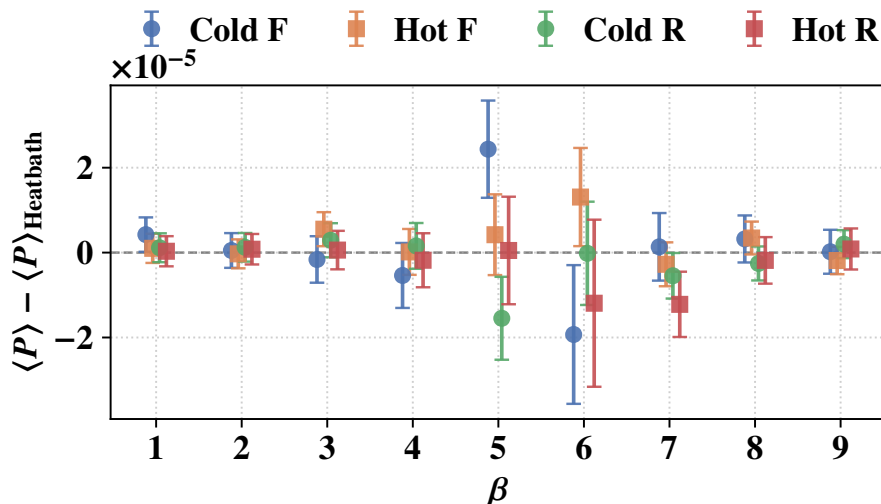 Cold F Hot F Cold R Hot R
×10⁻⁵
2
0
−2
⟨P⟩ − ⟨P⟩Heatbath
1 2 3 4 5 6 7 8 9
β